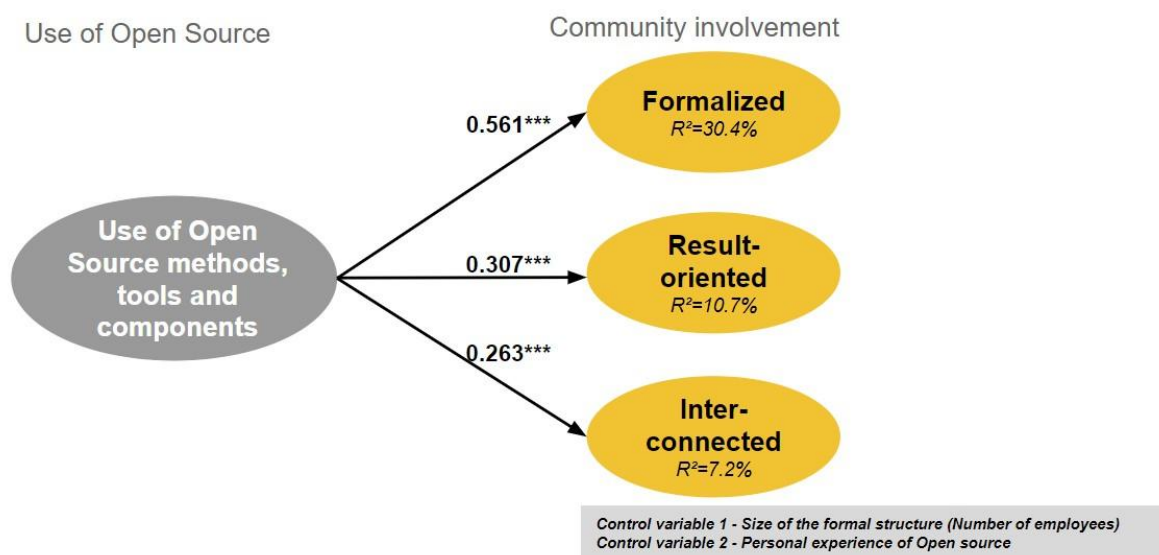 Use of Open Source
Community involvement
Formalized
R²=30.4%
0.561***
Use of Open
Source methods,
tools and
components
0.307***
Result-
oriented
R²=10.7%
0.263***
Inter-
connected
R²=7.2%
Control variable 1 - Size of the formal structure (Number of employees)
Control variable 2 - Personal experience of Open source